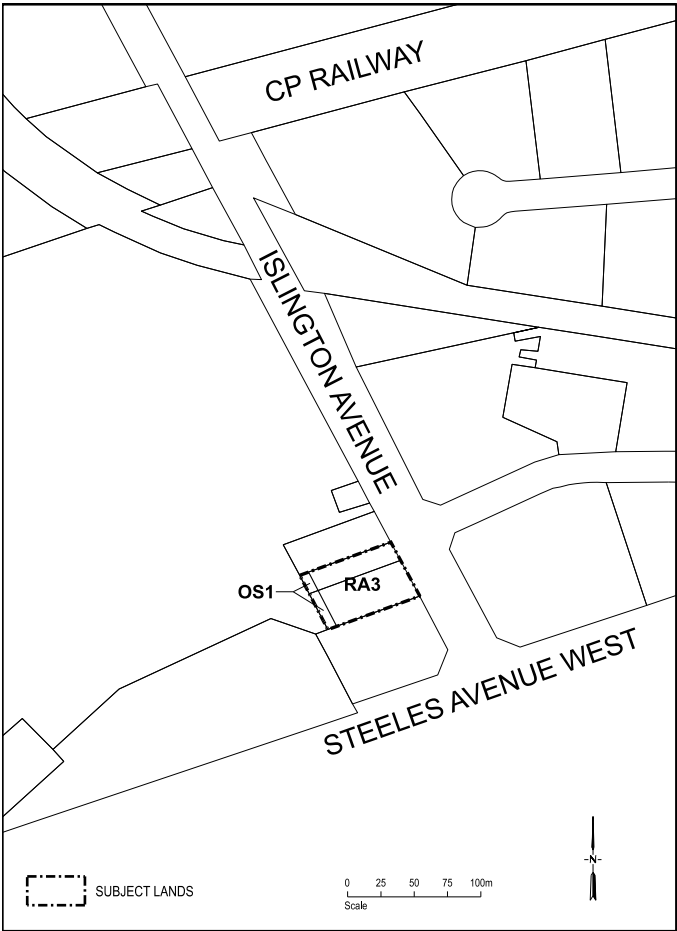 CP RAILWAY
ISLINGTON AVENUE
OS1
RA3
STEELES AVENUE WEST
-N-
SUBJECT LANDS
0 25 50 75 100m
Scale